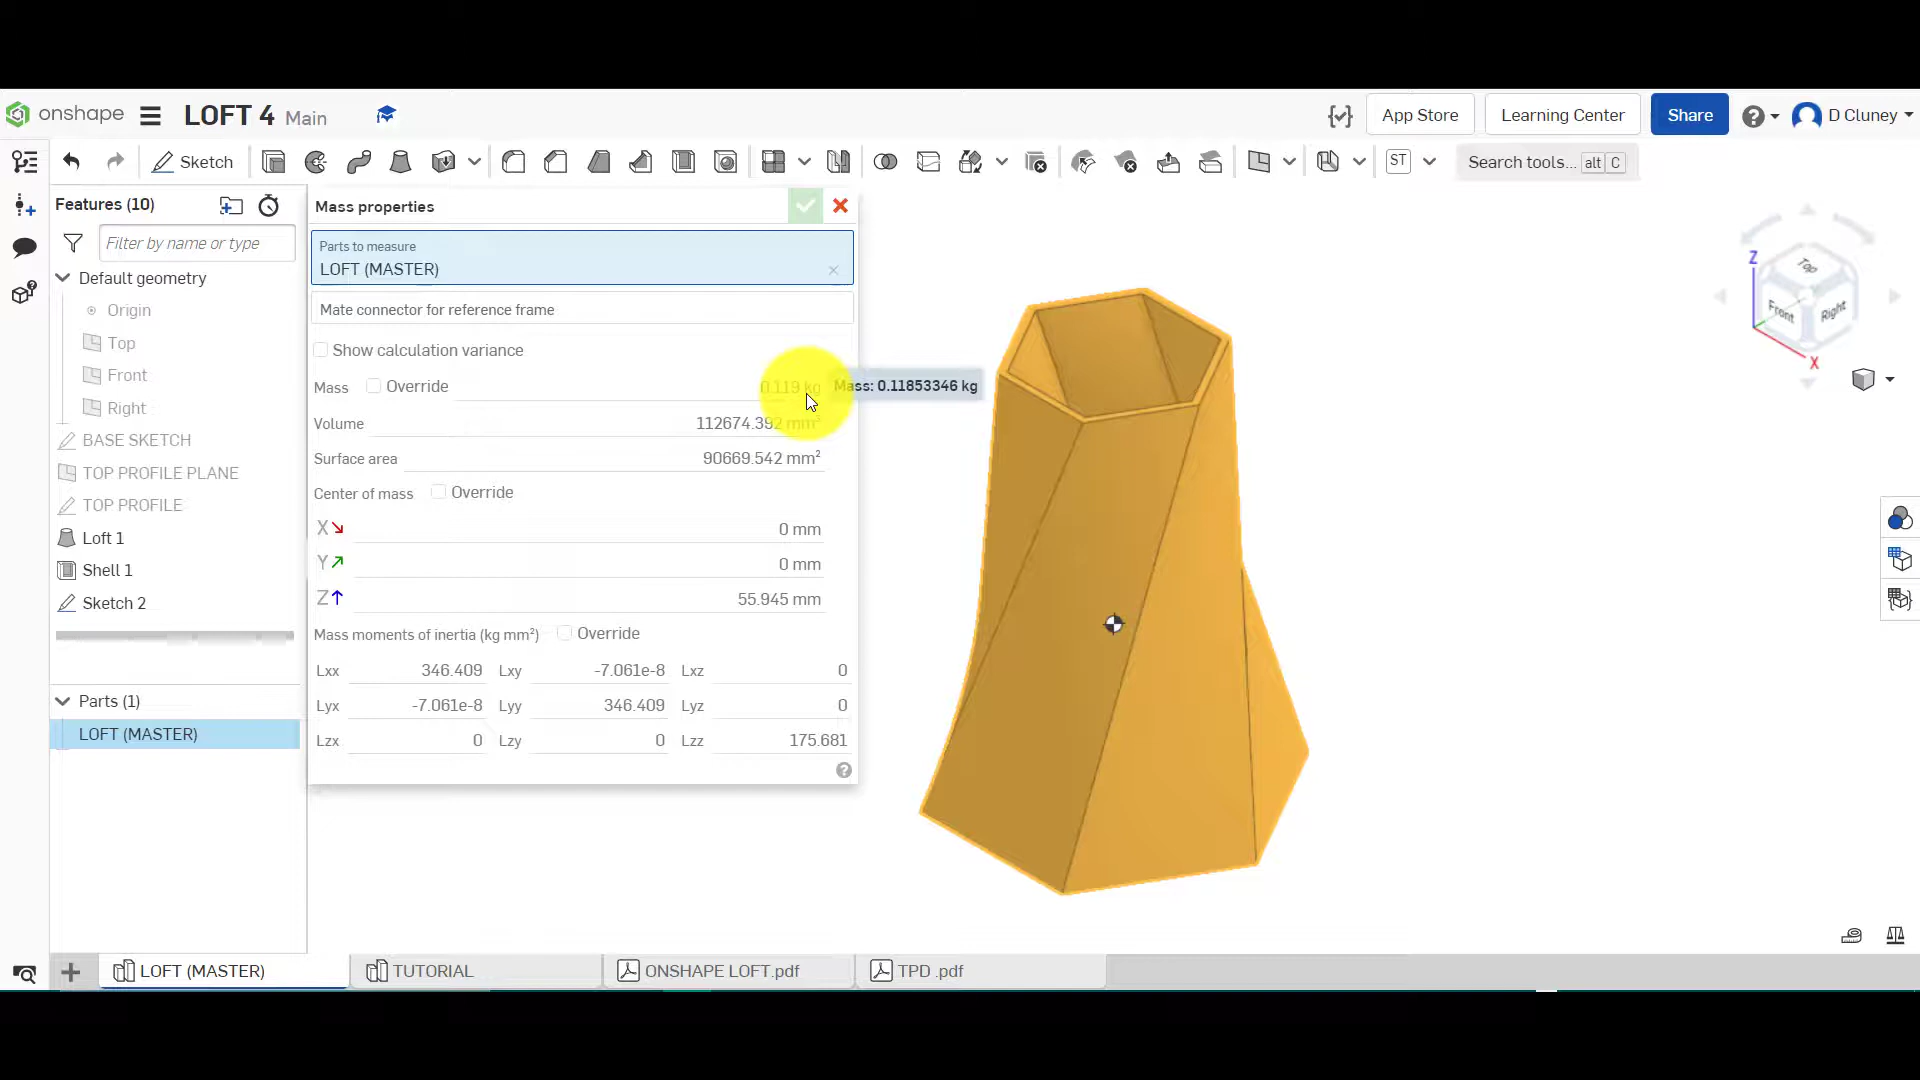 onshape LOFT 4 Main App Store Learning Center Share D Cluney
Sketch ST Search tools... alt C
Features (10)
Filter by name or type
Default geometry
Origin
Top
Front
Right
BASE SKETCH
TOP PROFILE PLANE
TOP PROFILE
Loft 1
Shell 1
Sketch 2
Parts (1)
LOFT (MASTER)
Mass properties
Parts to measure
LOFT (MASTER)
Mate connector for reference frame
Show calculation variance
Mass Override 0.119 kg Mass: 0.11853346 kg
Volume 112674.392 mm³
Surface area 90669.542 mm²
Center of mass Override
X 0 mm
Y 0 mm
Z 55.945 mm
Mass moments of inertia (kg mm²) Override
Lxx 346.409 Lxy -7.061e-8 Lxz 0
Lyx -7.061e-8 Lyy 346.409 Lyz 0
Lzx 0 Lzy 0 Lzz 175.681
Z
Top
Front
Right
X
LOFT (MASTER) TUTORIAL ONSHAPE LOFT.pdf TPD .pdf